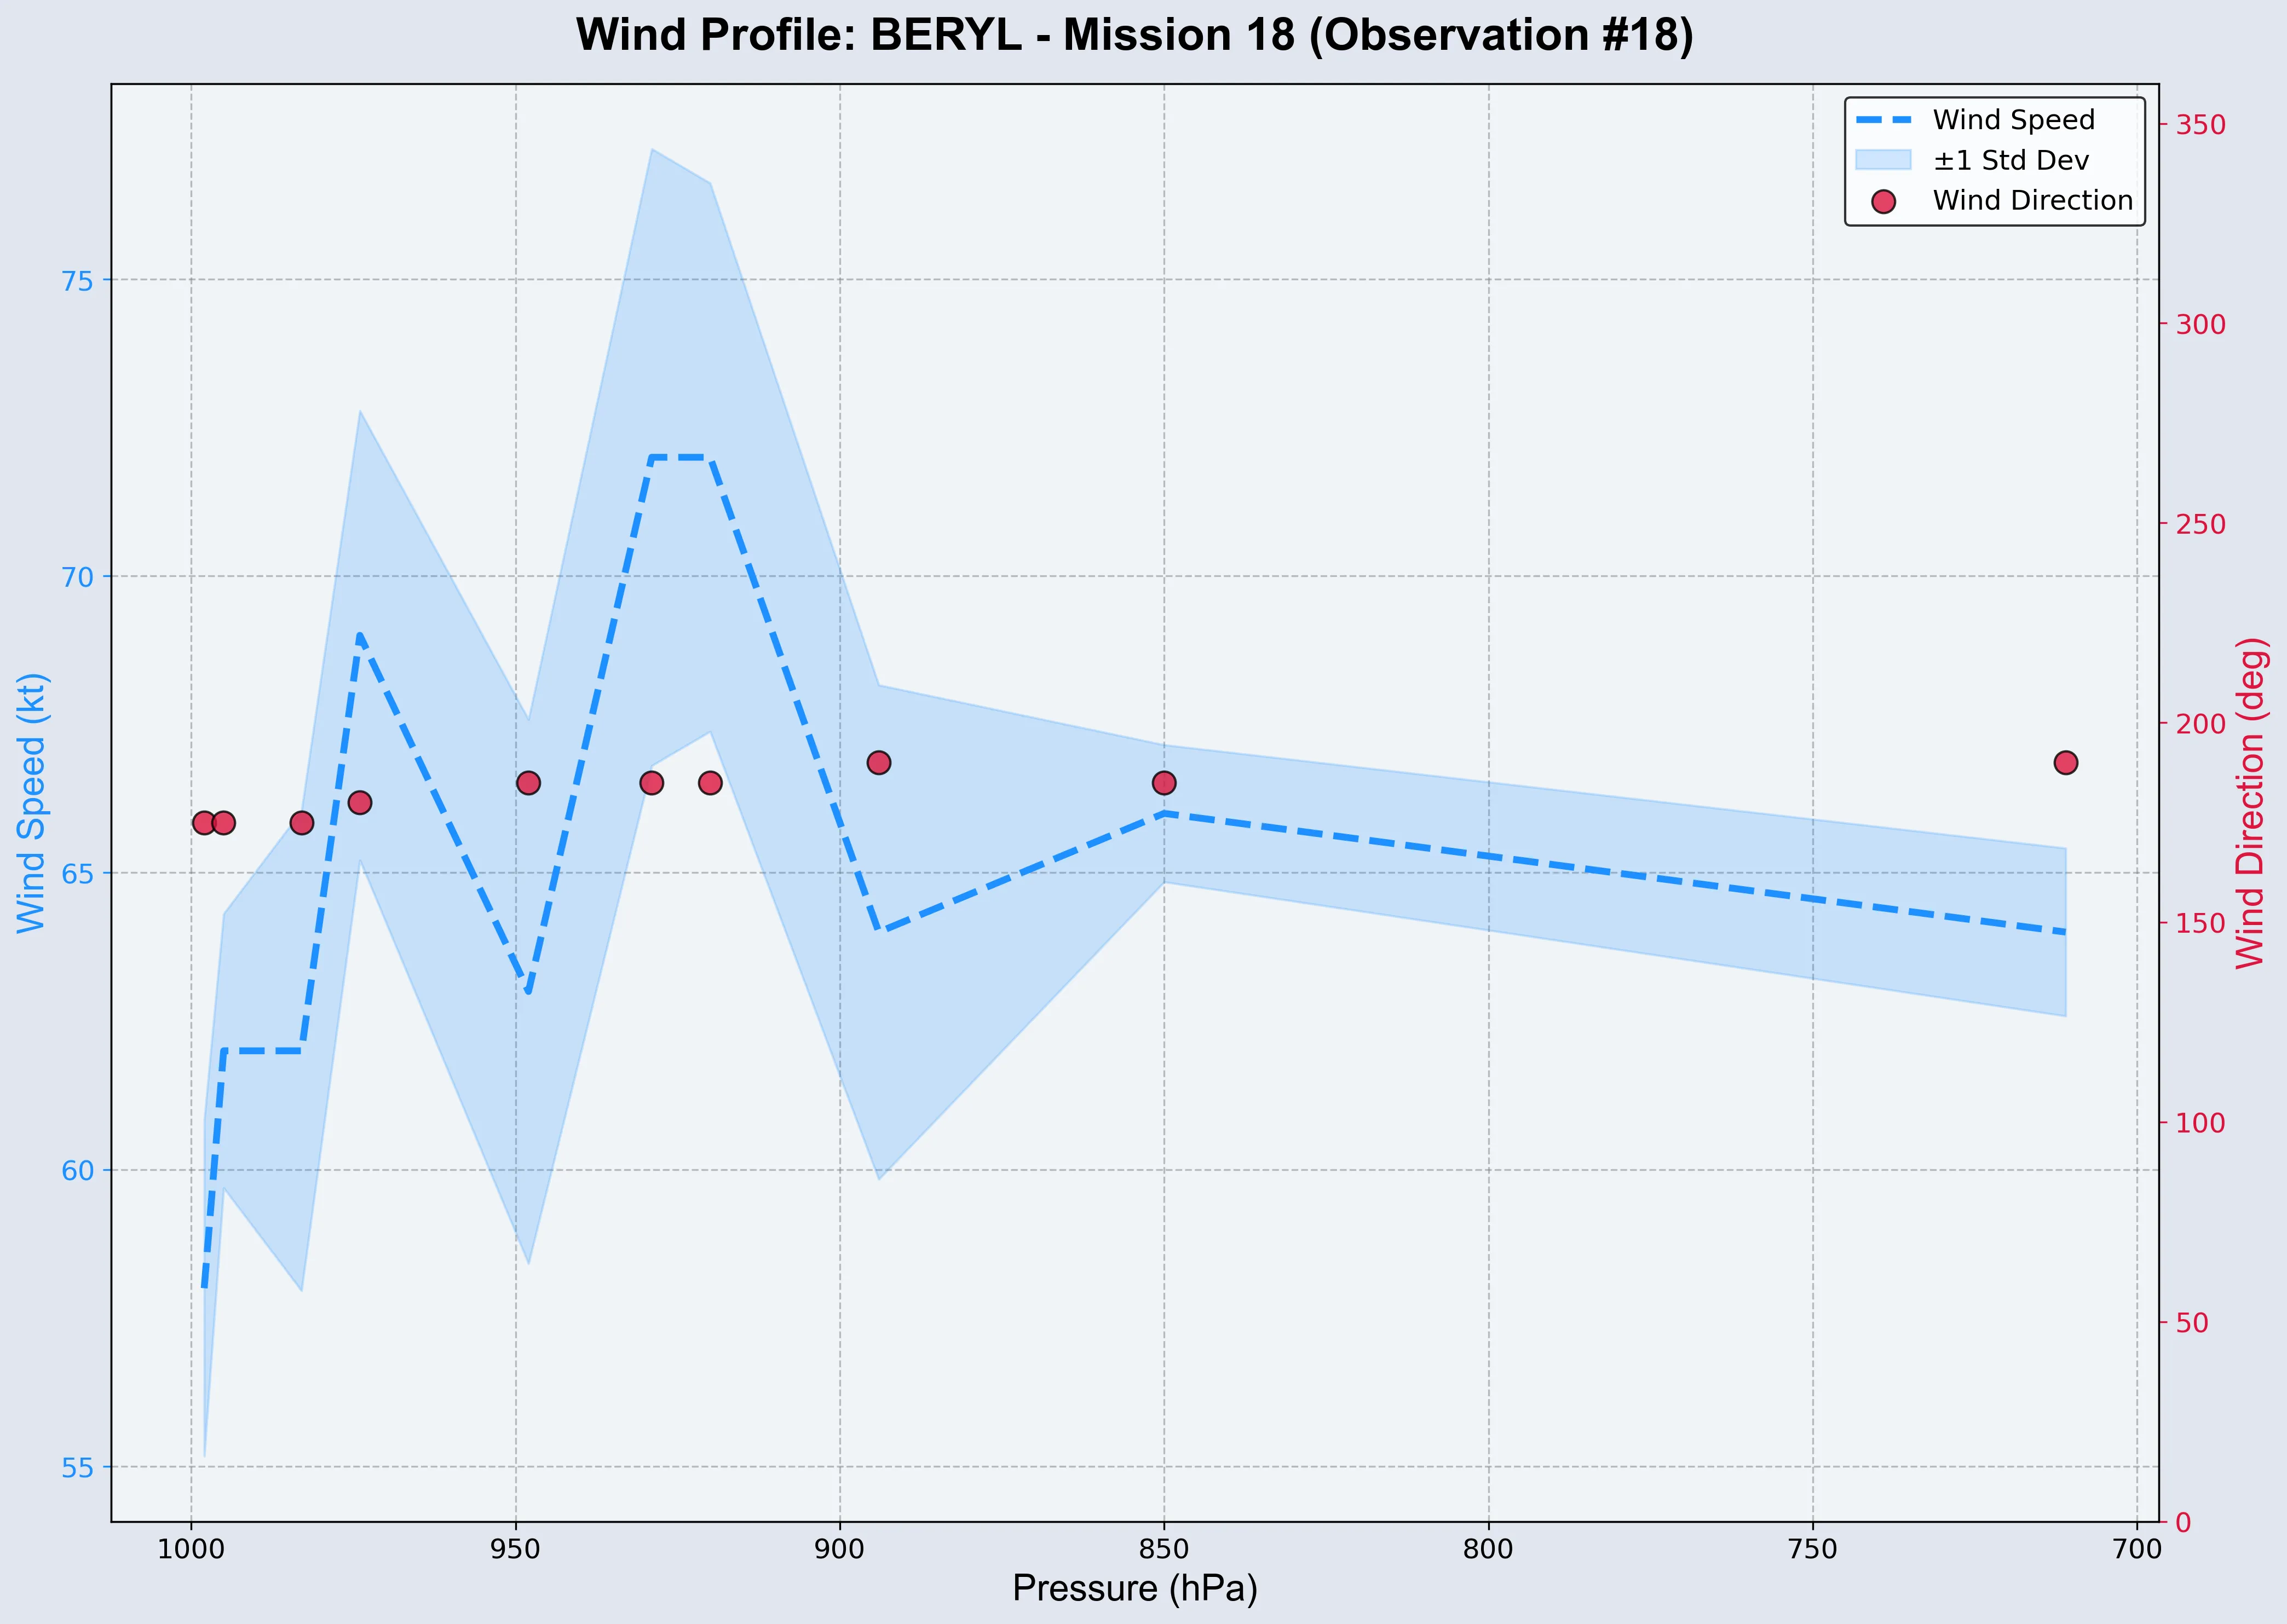 Wind Profile: BERYL - Mission 18 (Observation #18)
Wind Speed
±1 Std Dev
Wind Direction
Wind Speed (kt)
75
70
65
60
55
350
300
250
200
150
100
50
0
Wind Direction (deg)
1000 950 900 850 800 750 700
Pressure (hPa)